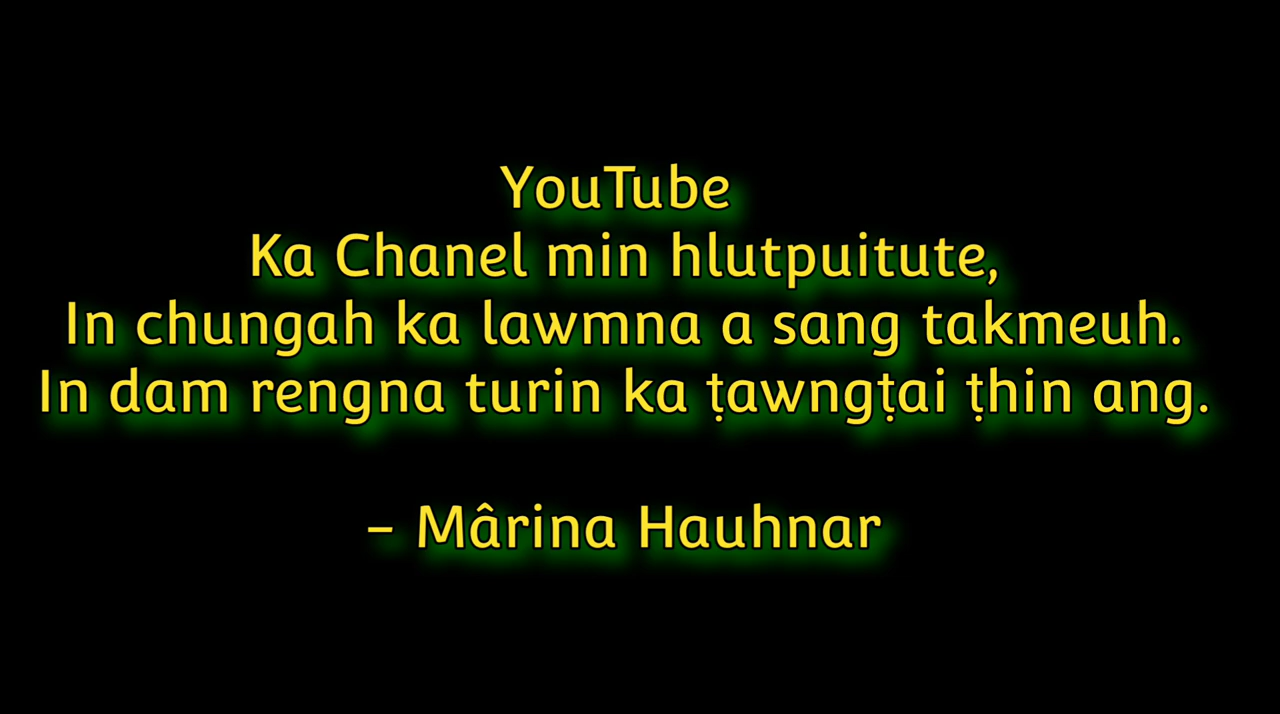 YouTube
Ka Chanel min hlutpuitute,
In chungah ka lawmna a sang takmeuh.
In dam rengna turin ka ṭawngṭai ṭhin ang.
– Mârina Hauhnar